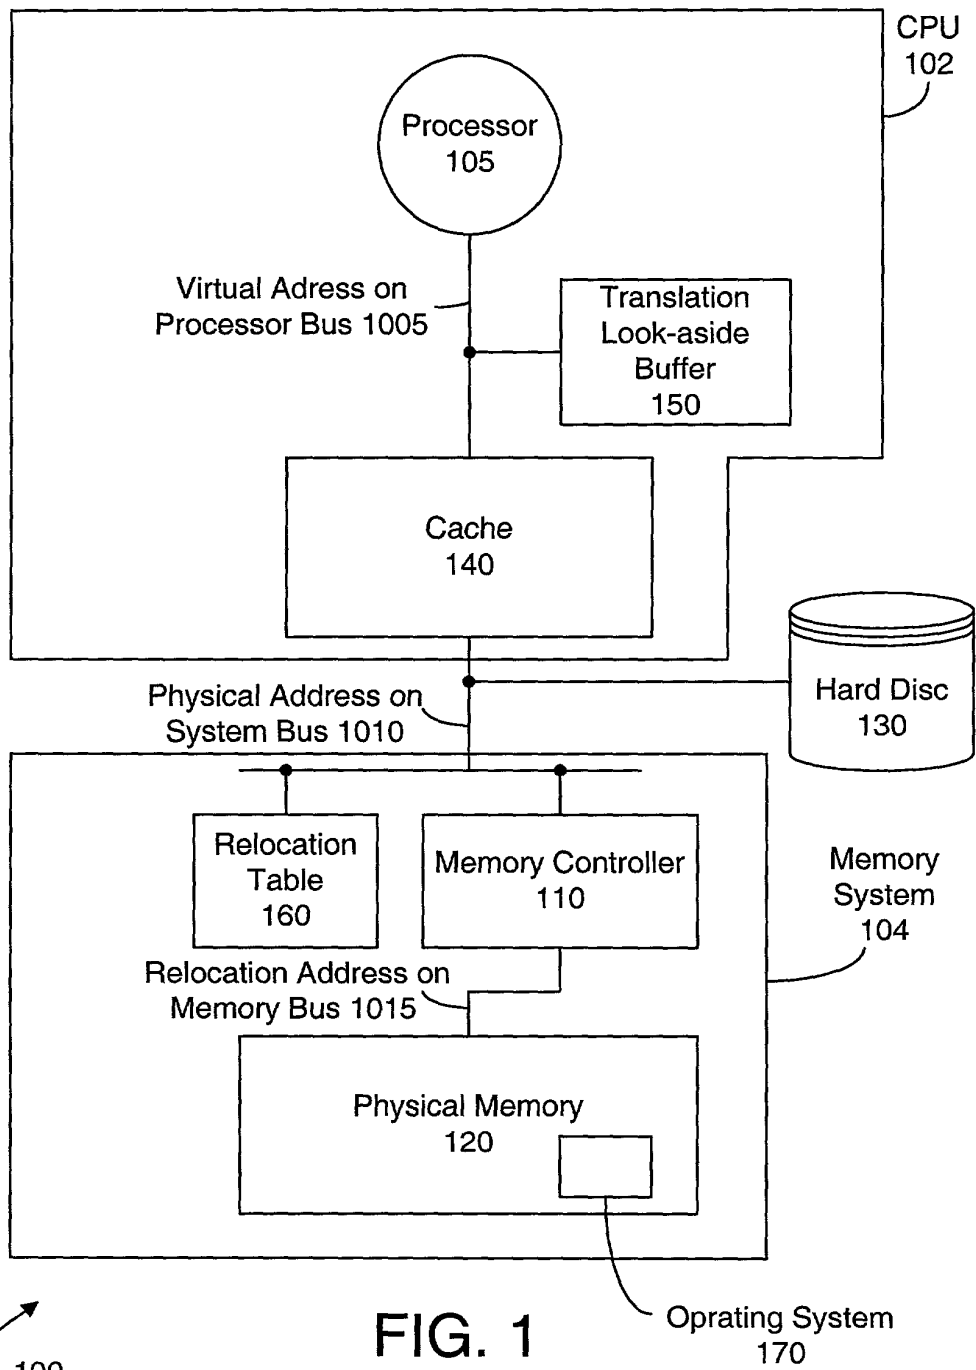 CPU
102
Processor
105
Virtual Adress on
Processor Bus 1005
Translation
Look-aside
Buffer
150
Cache
140
Physical Address on
System Bus 1010
Hard Disc
130
Relocation
Table
160
Memory Controller
110
Memory
System
104
Relocation Address on
Memory Bus 1015
Physical Memory
120
FIG. 1
Oprating System
170